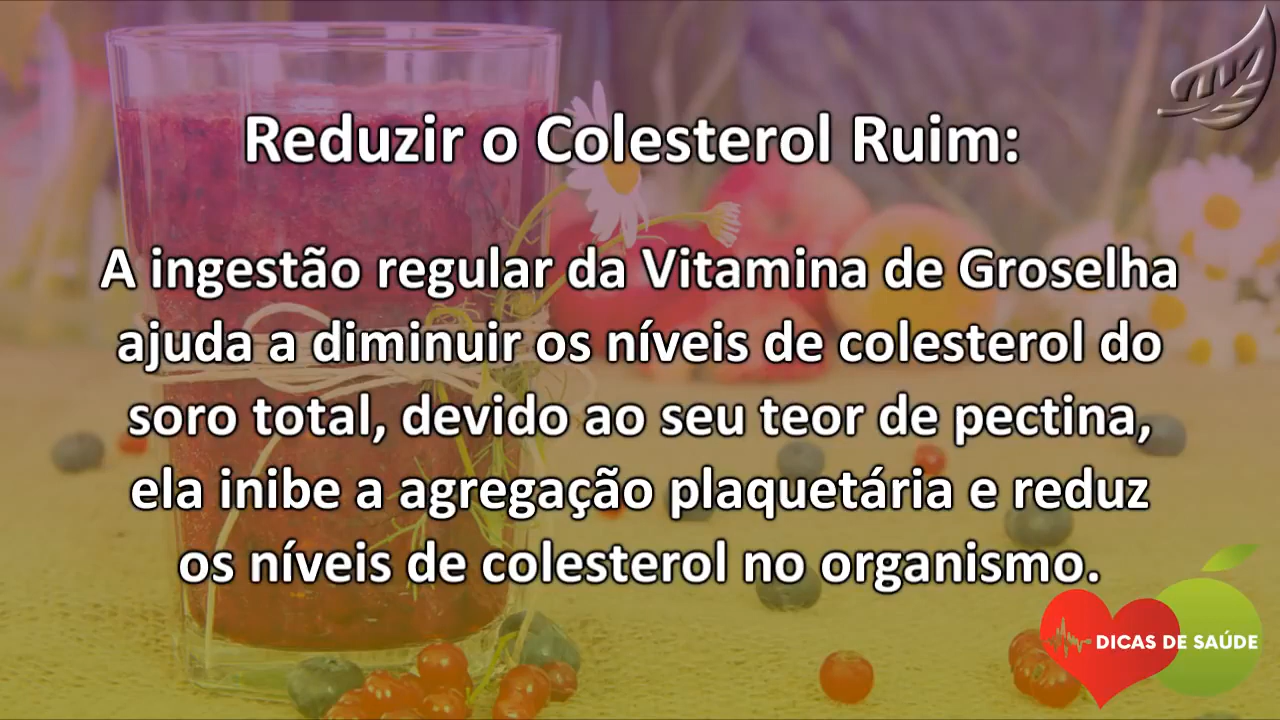 Reduzir o Colesterol Ruim:
A ingestão regular da Vitamina de Groselha
ajuda a diminuir os níveis de colesterol do
soro total, devido ao seu teor de pectina,
ela inibe a agregação plaquetária e reduz
os níveis de colesterol no organismo.
DICAS DE SAÚDE